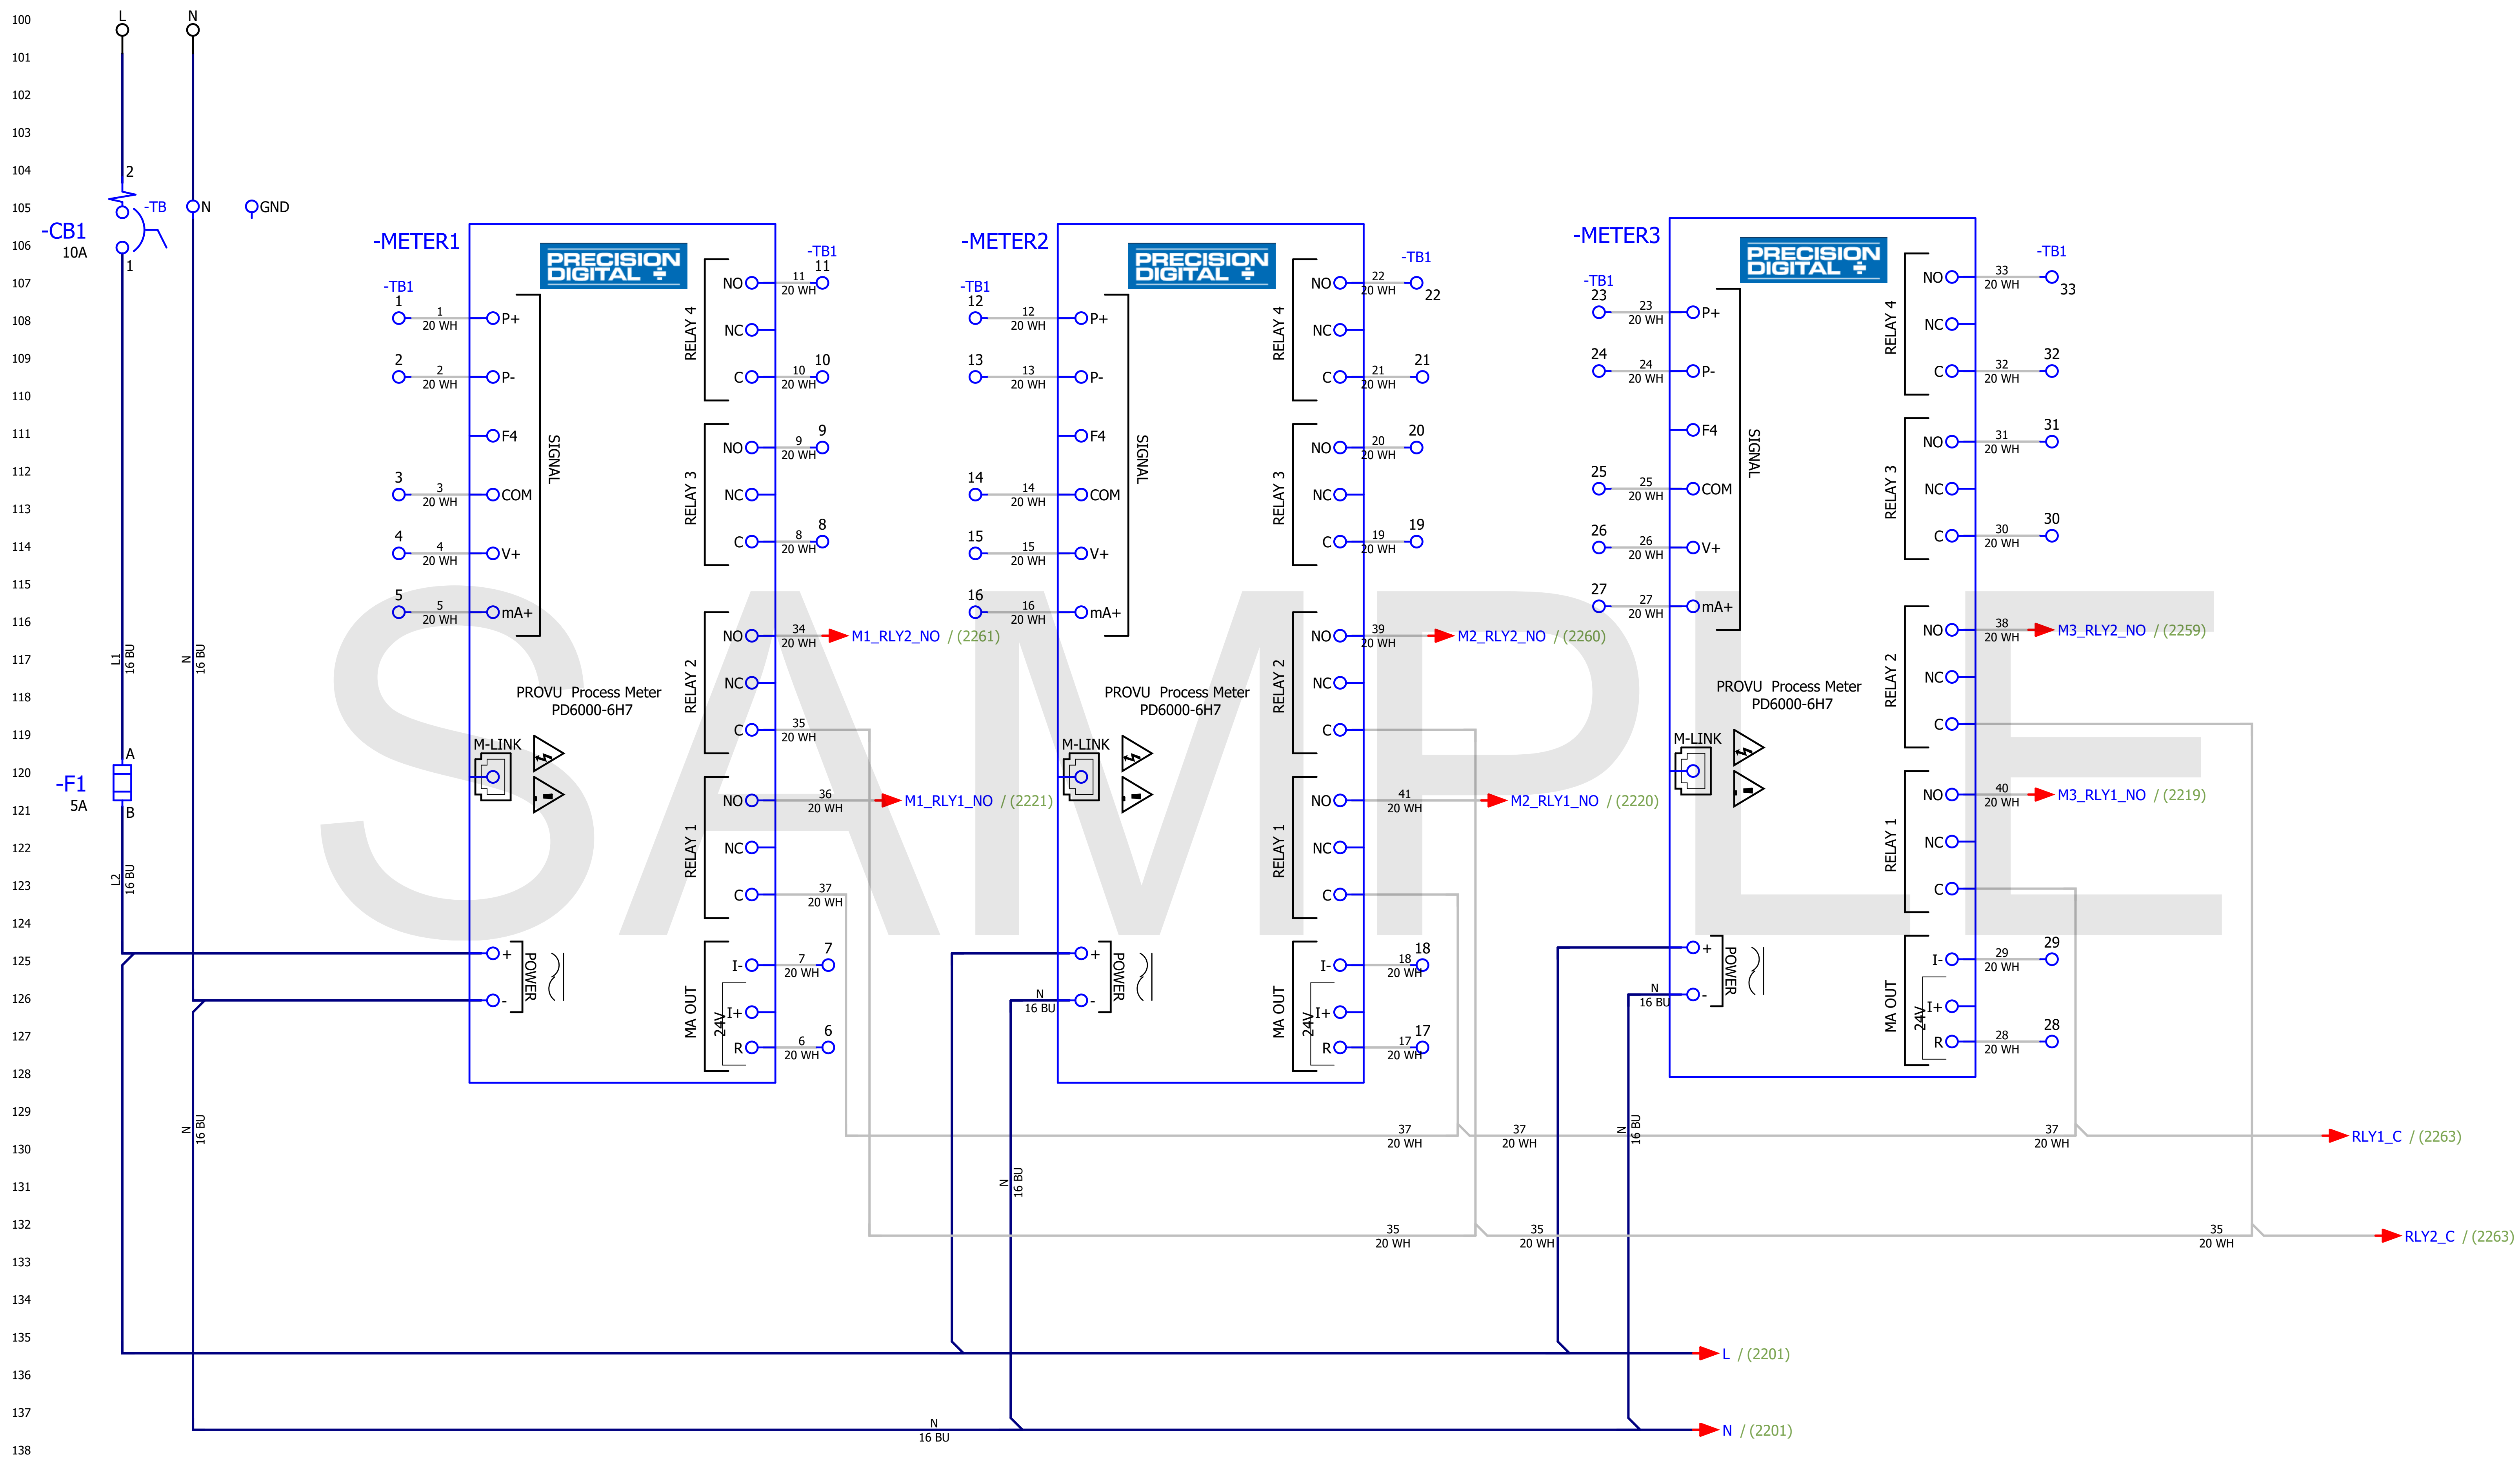 100
101
102
103
104
105
106
107
108
109
110
111
112
113
114
115
116
117
118
119
120
121
122
123
124
125
126
127
128
129
130
131
132
133
134
135
136
137
138
L
N
2
-TB
N
GND
-CB1
10A
1
L1
16 BU
N
16 BU
A
-F1
5A
B
L2
16 BU
N
16 BU
-METER1
PRECISION
DIGITAL
-TB1
1
1
20 WH
P+
2
2
20 WH
P-
F4
3
3
20 WH
COM
4
4
20 WH
V+
5
5
20 WH
mA+
SIGNAL
PROVU Process Meter
PD6000-6H7
M-LINK
+
-
POWER
-TB1
RELAY 4
NO
11
20 WH
11
NC
C
10
20 WH
10
RELAY 3
NO
9
20 WH
9
NC
C
8
20 WH
8
RELAY 2
NO
34
20 WH
M1_RLY2_NO / (2261)
NC
C
35
20 WH
RELAY 1
NO
36
20 WH
M1_RLY1_NO / (2221)
NC
C
37
20 WH
MA OUT
24V
I-
7
20 WH
7
I+
R
6
20 WH
6
-METER2
PRECISION
DIGITAL
-TB1
12
12
20 WH
P+
13
13
20 WH
P-
F4
14
14
20 WH
COM
15
15
20 WH
V+
16
16
20 WH
mA+
SIGNAL
PROVU Process Meter
PD6000-6H7
M-LINK
+
N
16 BU
-
POWER
N
16 BU
-TB1
RELAY 4
NO
22
20 WH
22
NC
C
21
20 WH
21
RELAY 3
NO
20
20 WH
20
NC
C
19
20 WH
19
RELAY 2
NO
39
20 WH
M2_RLY2_NO / (2260)
NC
C
RELAY 1
NO
41
20 WH
M2_RLY1_NO / (2220)
NC
C
MA OUT
24V
I-
18
20 WH
18
I+
R
17
20 WH
17
-METER3
PRECISION
DIGITAL
-TB1
23
23
20 WH
P+
24
24
20 WH
P-
F4
25
25
20 WH
COM
26
26
20 WH
V+
27
27
20 WH
mA+
SIGNAL
PROVU Process Meter
PD6000-6H7
M-LINK
+
N
16 BU
-
POWER
N
16 BU
-TB1
RELAY 4
NO
33
20 WH
33
NC
C
32
20 WH
32
RELAY 3
NO
31
20 WH
31
NC
C
30
20 WH
30
RELAY 2
NO
38
20 WH
M3_RLY2_NO / (2259)
NC
C
RELAY 1
NO
40
20 WH
M3_RLY1_NO / (2219)
NC
C
MA OUT
24V
I-
29
20 WH
29
I+
R
28
20 WH
28
37
20 WH
37
20 WH
37
20 WH
RLY1_C / (2263)
35
20 WH
35
20 WH
35
20 WH
RLY2_C / (2263)
L / (2201)
N
16 BU
N / (2201)
SAMPLE